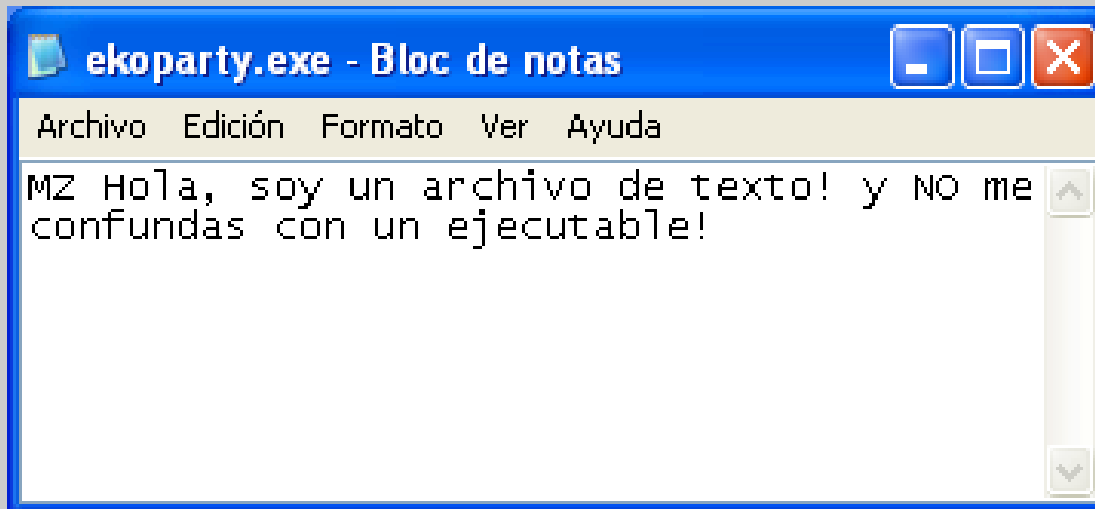 ekoparty.exe - Bloc de notas
Archivo Edición Formato Ver Ayuda
MZ Hola, soy un archivo de texto! y NO me
confundas con un ejecutable!